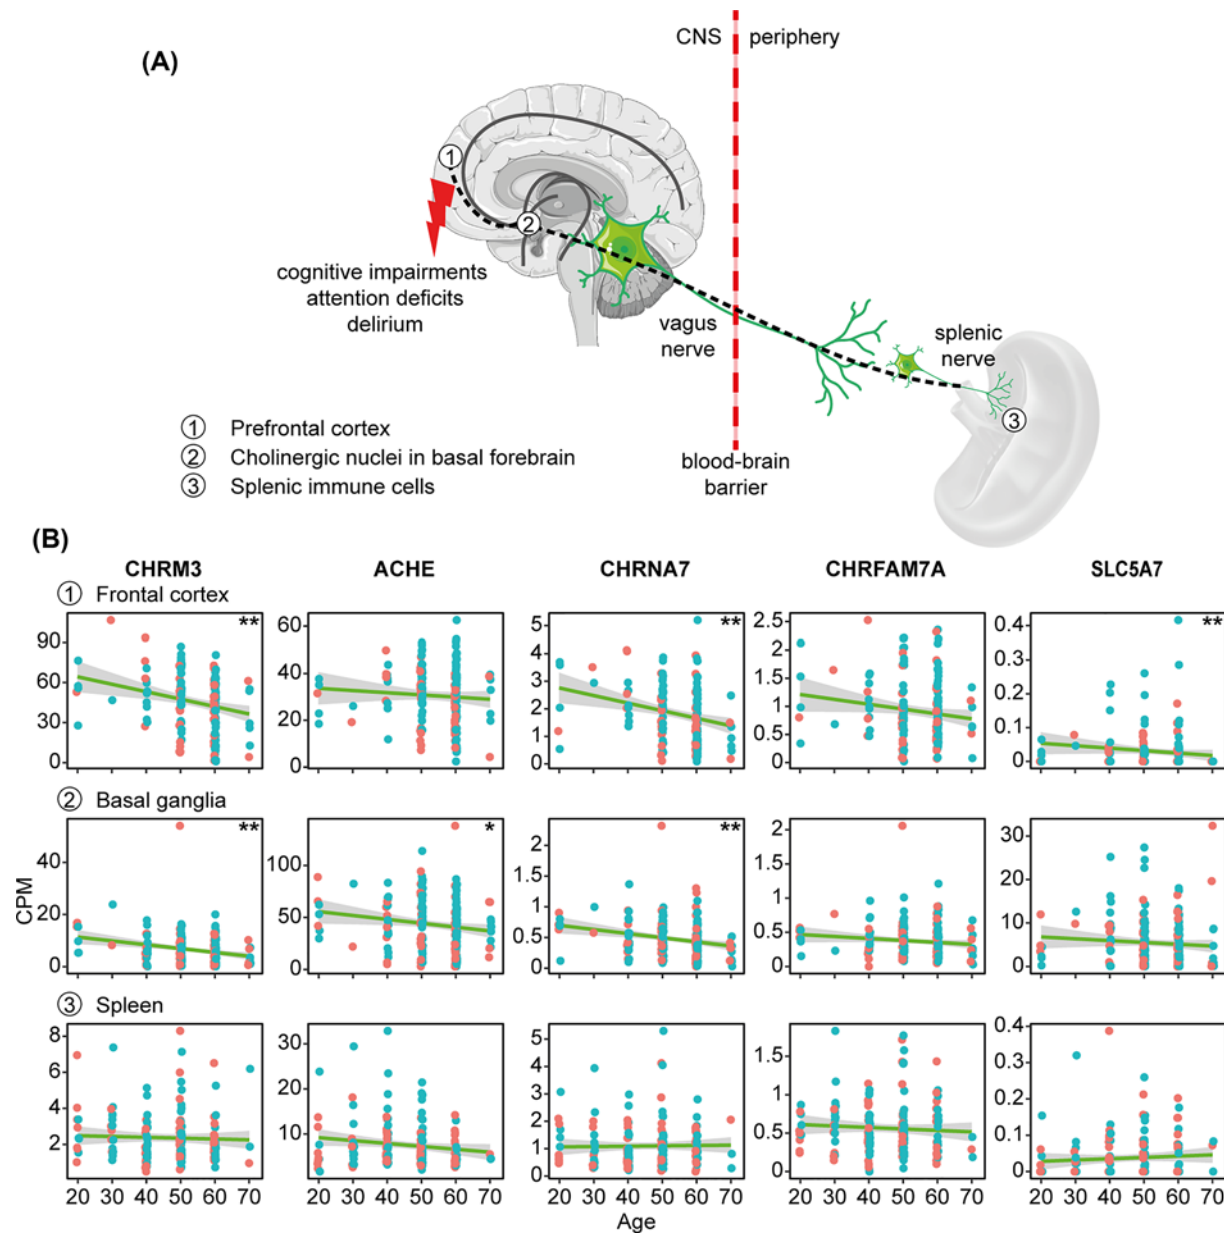 (A)
CNS periphery
1
2
cognitive impairments
attention deficits
delirium
vagus
nerve
splenic
nerve
3
1 Prefrontal cortex
2 Cholinergic nuclei in basal forebrain
3 Splenic immune cells
blood-brain
barrier
(B)
CHRM3 ACHE CHRNA7 CHRFAM7A SLC5A7
1 Frontal cortex
90
60
30
0
**
60
40
20
0
5
4
3
2
1
0
**
2.5
2
1.5
1
0.5
0
0.4
0.3
0.2
0.1
0
**
2 Basal ganglia
CPM
40
20
0
**
100
50
0
*
2
1.5
1
0.5
0
**
2
1.5
1
0.5
0
30
20
10
0
3 Spleen
8
6
4
2
20 30 40 50 60 70
30
20
10
20 30 40 50 60 70
5
4
3
2
1
0
20 30 40 50 60 70
1.5
1
0.5
0
20 30 40 50 60 70
0.4
0.3
0.2
0.1
0
20 30 40 50 60 70
Age